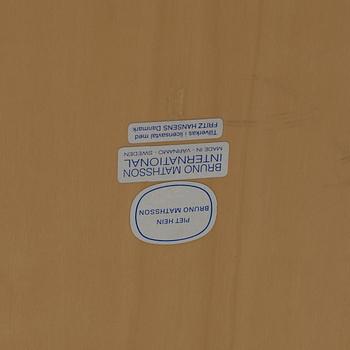 PIET HEIN
BRUNO MATHSSON
BRUNO MATHSSON
INTERNATIONAL
MADE IN - VÄRNAMO - SWEDEN
Tillverkas i licensavtal med
FRITZ HANSENS Danmark